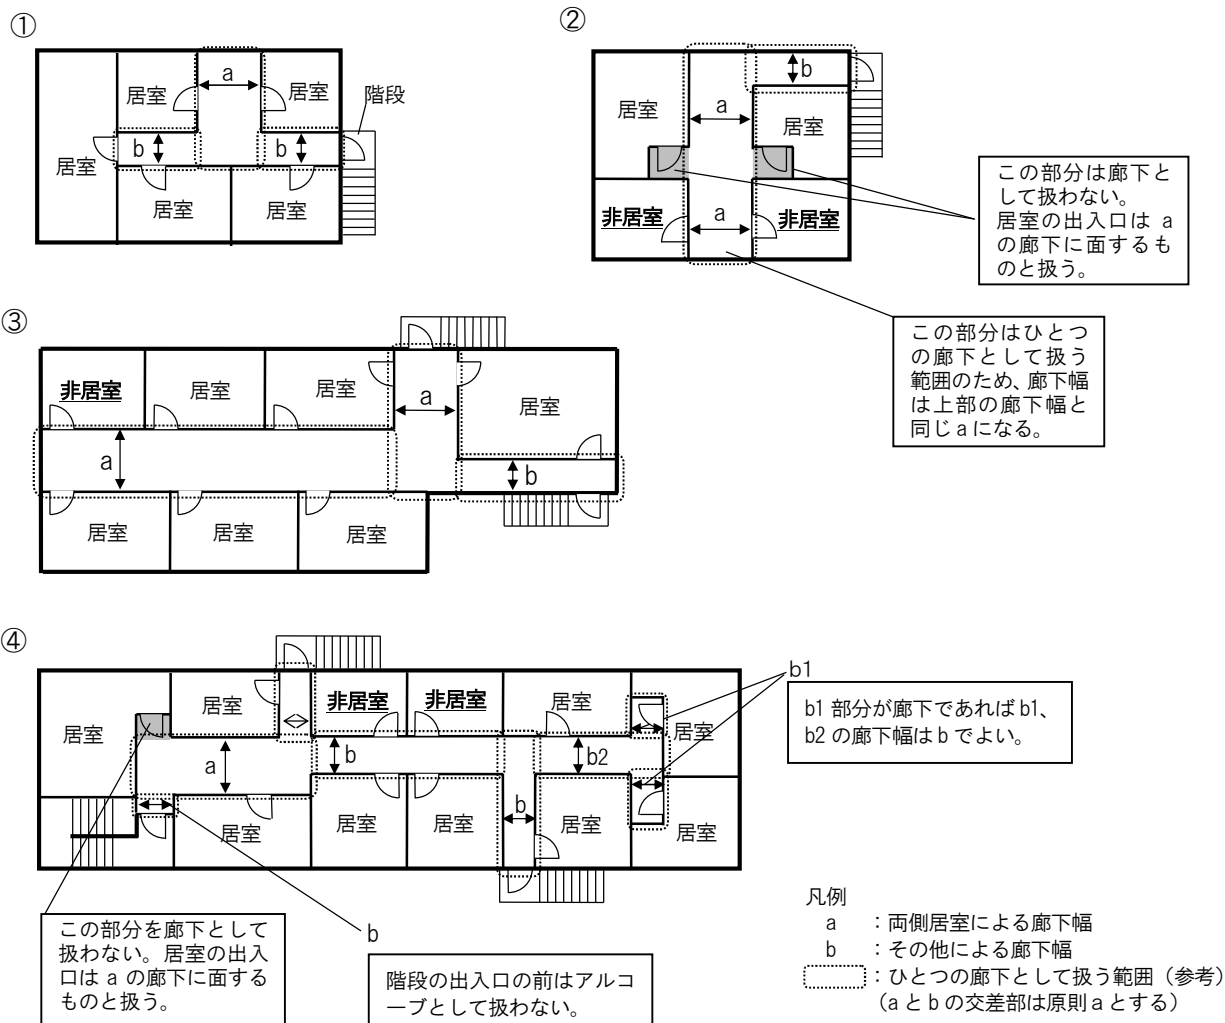 ①
居室
a
居室
階段
居室
b
b
居室
居室
②
b
居室
a
居室
非居室
a
非居室
この部分は廊下と
して扱わない。
居室の出入口は a
の廊下に面するも
のと扱う。
この部分はひとつ
の廊下として扱う
範囲のため、廊下幅
は上部の廊下幅と
同じ a になる。
③
非居室
居室
居室
a
居室
a
b
居室
居室
居室
④
居室
居室
非居室
非居室
居室
居室
a
b
b2
b
居室
居室
居室
居室
居室
b1
b1 部分が廊下であれば b1、
b2 の廊下幅は b でよい。
この部分を廊下として
扱わない。居室の出入
口は a の廊下に面する
ものと扱う。
b
階段の出入口の前はアルコ
ーブとして扱わない。
凡例
a ：両側居室による廊下幅
b ：その他による廊下幅
：ひとつの廊下として扱う範囲（参考）
（a と b の交差部は原則 a とする）